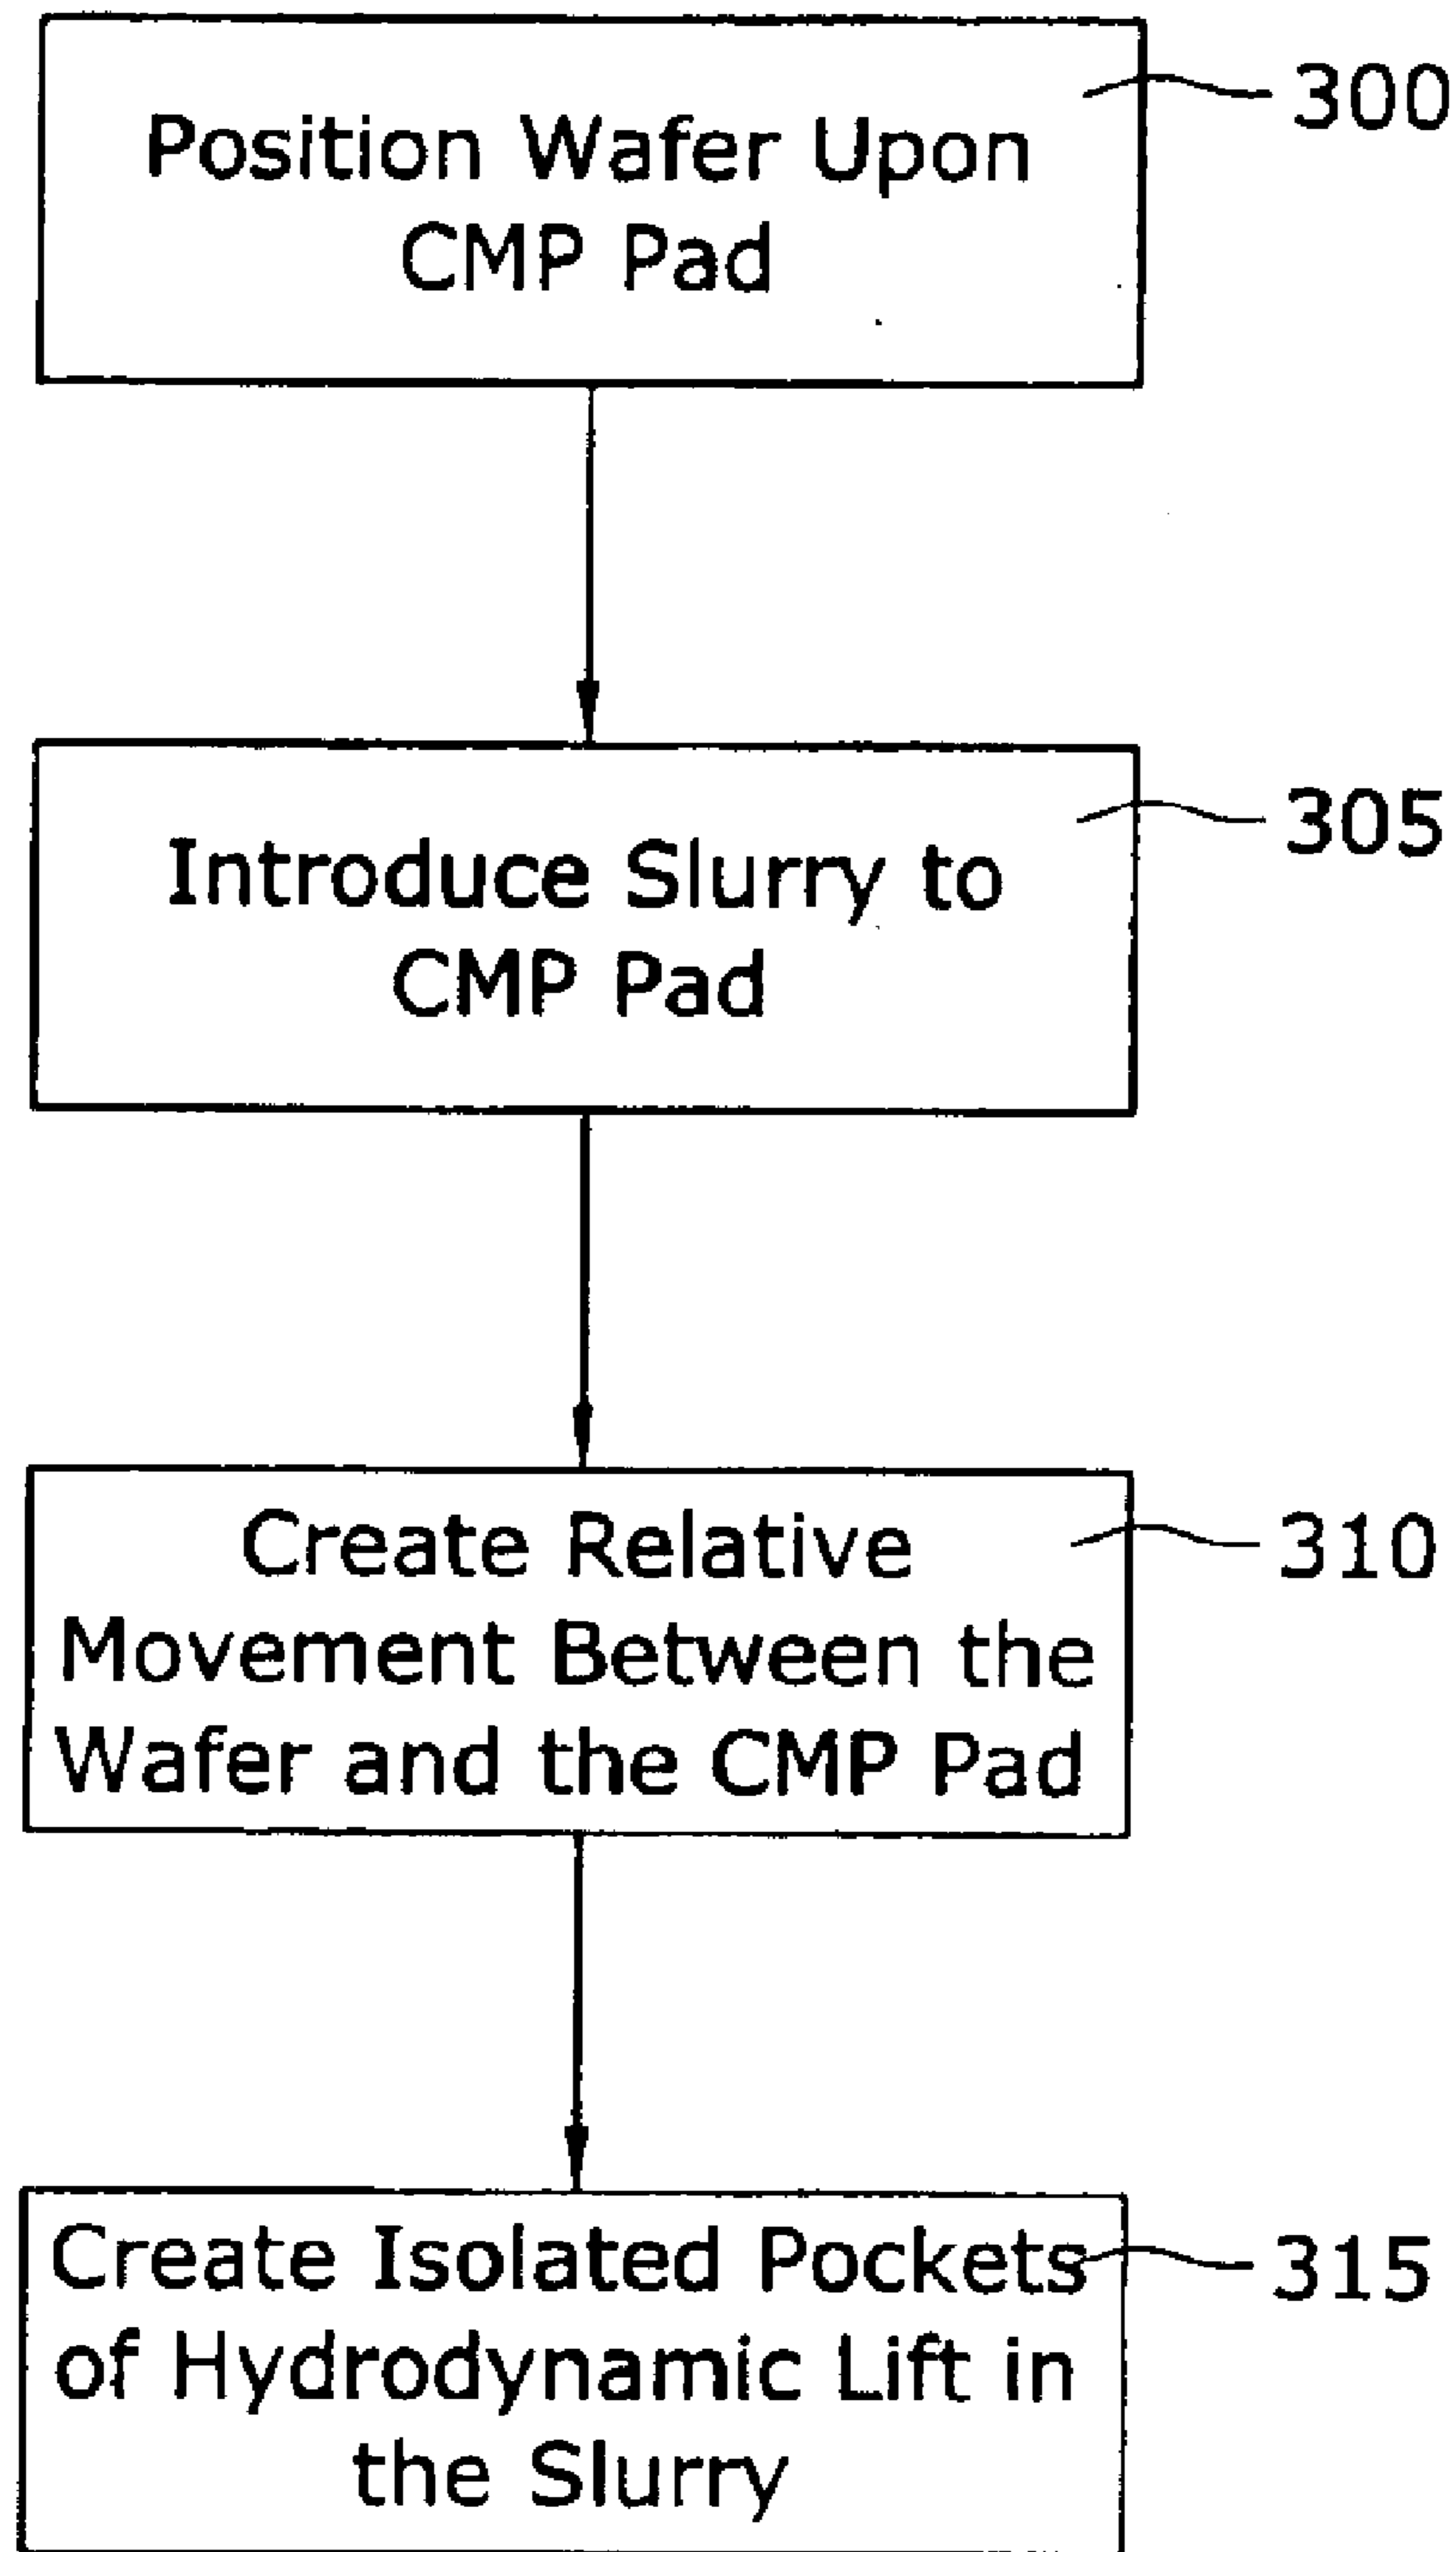 Position Wafer Upon
CMP Pad
300
Introduce Slurry to
CMP Pad
305
Create Relative
Movement Between the
Wafer and the CMP Pad
310
Create Isolated Pockets
of Hydrodynamic Lift in
the Slurry
315